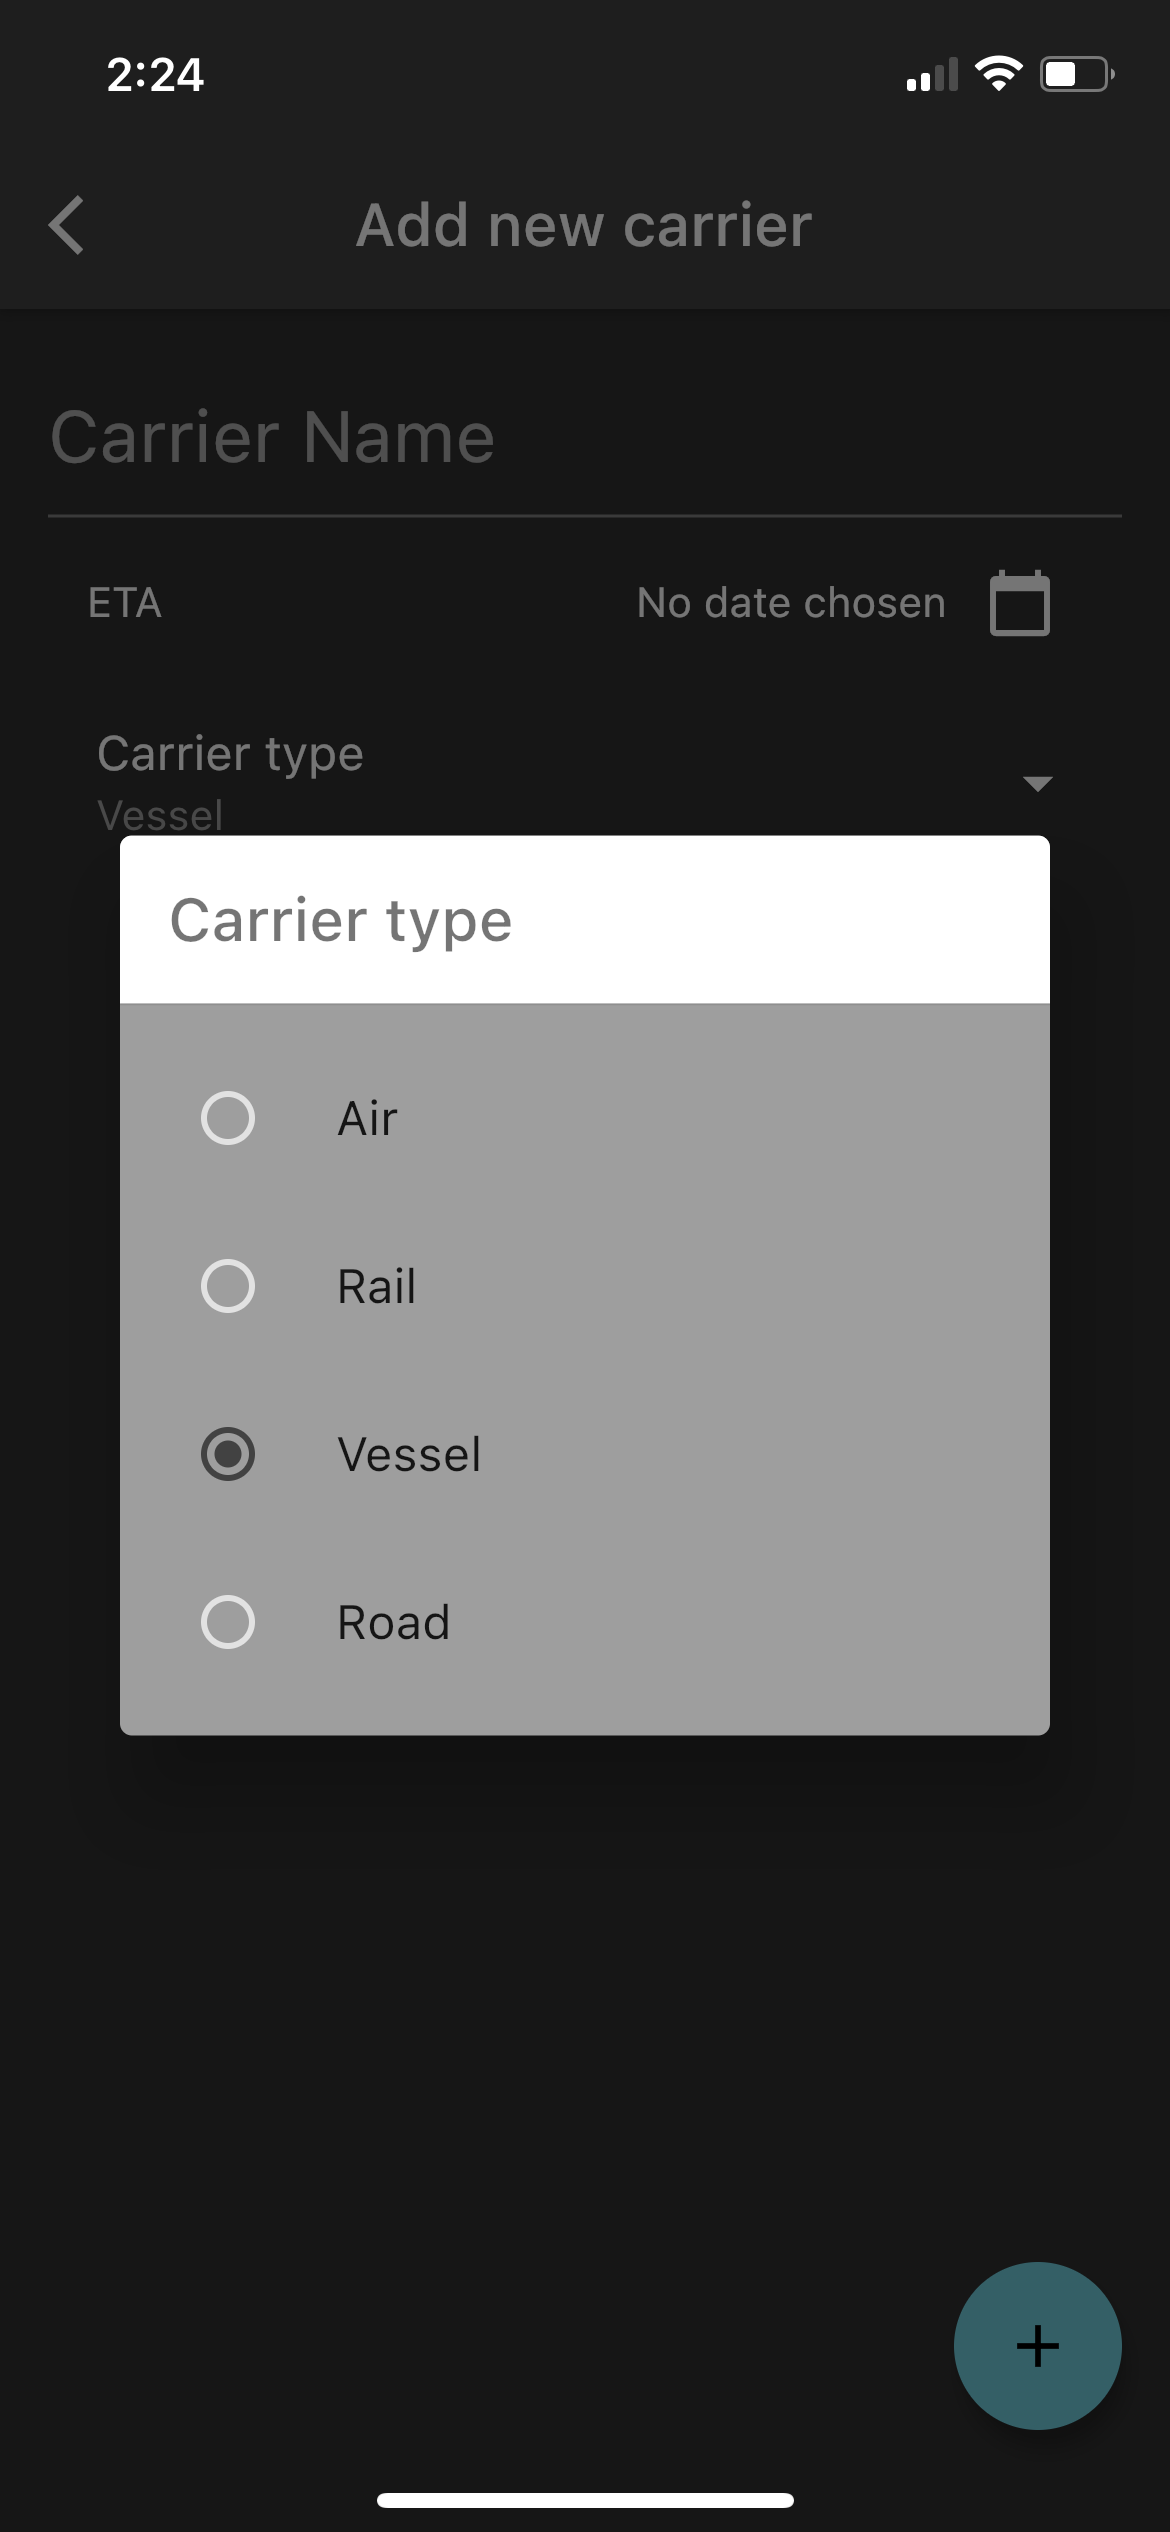 2:24
Add new carrier
Carrier Name
ETA No date chosen
Carrier type
Vessel
Carrier type
Air
Rail
Vessel
Road